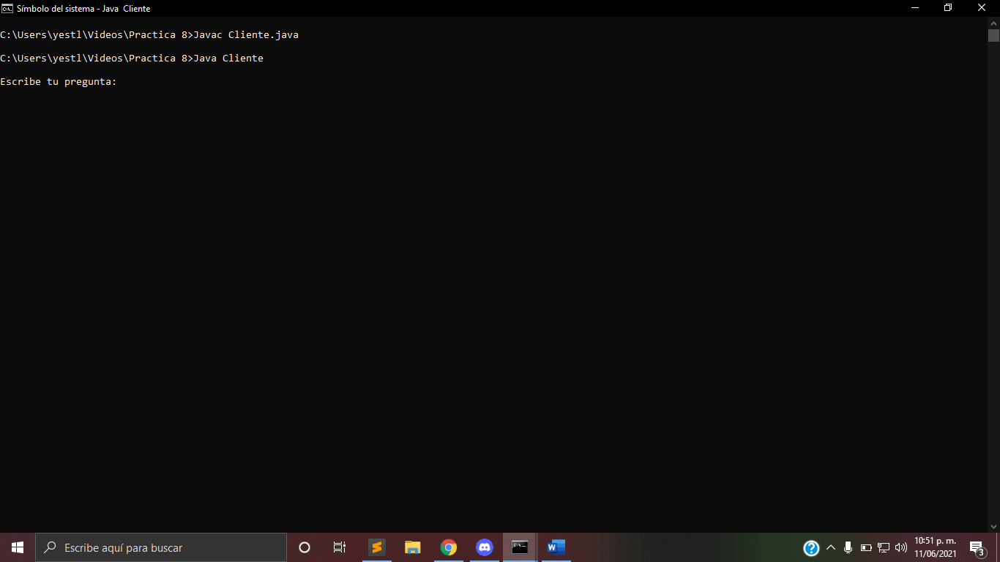 Símbolo del sistema - Java  Cliente
C:\Users\yestl\Videos\Practica 8>Javac Cliente.java
C:\Users\yestl\Videos\Practica 8>Java Cliente
Escribe tu pregunta:
Escribe aquí para buscar
10:51 p. m.
11/06/2021
3